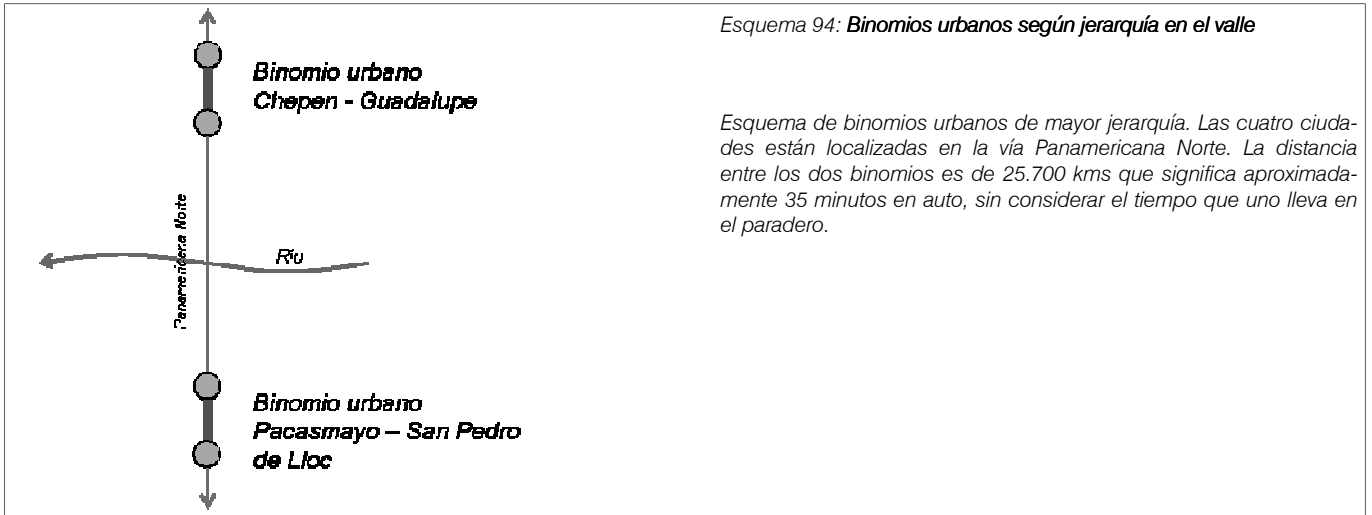 Esquema 94: Binomios urbanos según jerarquía en el valle
Esquema de binomios urbanos de mayor jerarquía. Las cuatro ciuda-
des están localizadas en la vía Panamericana Norte. La distancia
entre los dos binomios es de 25.700 kms que significa aproximada-
mente 35 minutos en auto, sin considerar el tiempo que uno lleva en
el paradero.
Binomio urbano
Chepen - Guadalupe
Panamericana Norte
Río
Binomio urbano
Pacasmayo – San Pedro
de Lloc